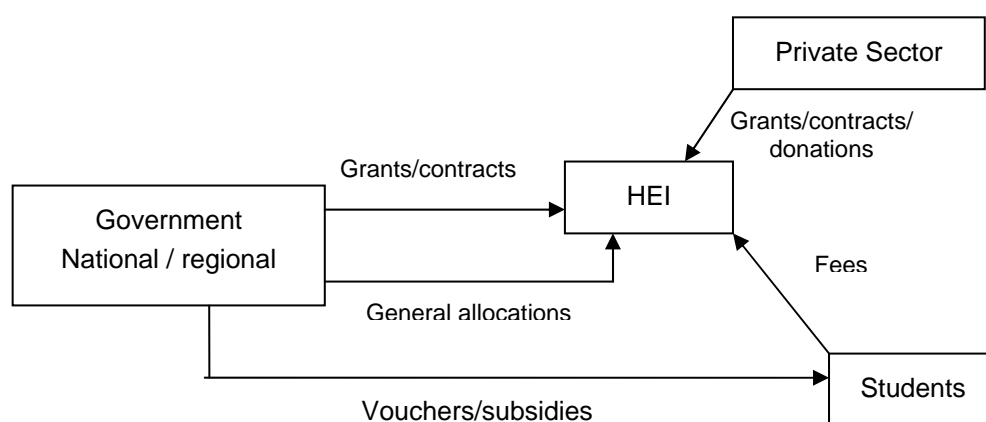 Private Sector
Grants/contracts/
donations
Grants/contracts
HEI
Government
National / regional
Fees
General allocations
Students
Vouchers/subsidies